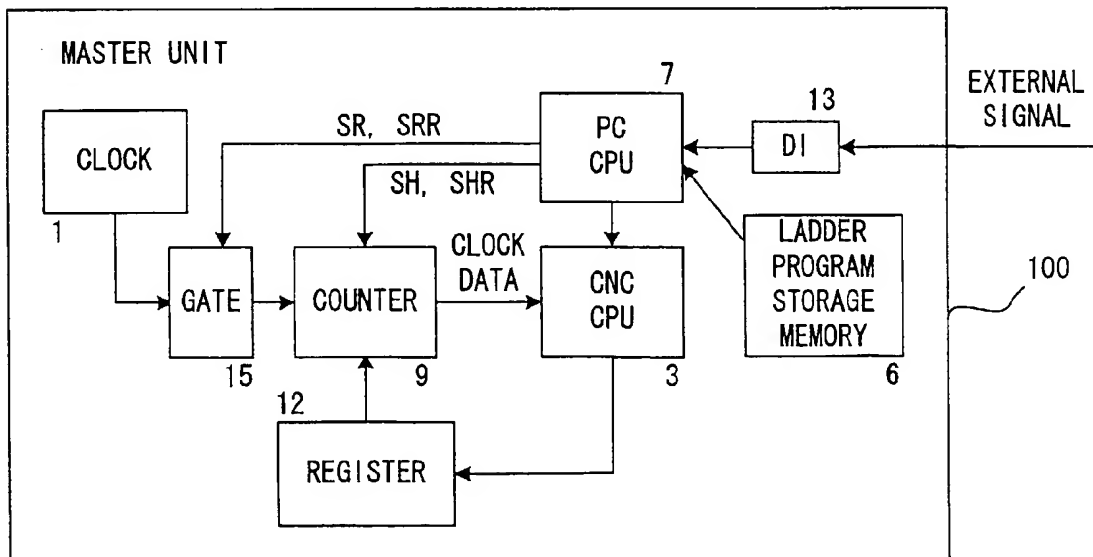 MASTER UNIT
7
EXTERNAL
SIGNAL
13
SR, SRR
PC
CPU
DI
CLOCK
SH, SHR
1
CLOCK
DATA
LADDER
PROGRAM
STORAGE
MEMORY
100
GATE
COUNTER
CNC
CPU
15
9
3
6
12
REGISTER